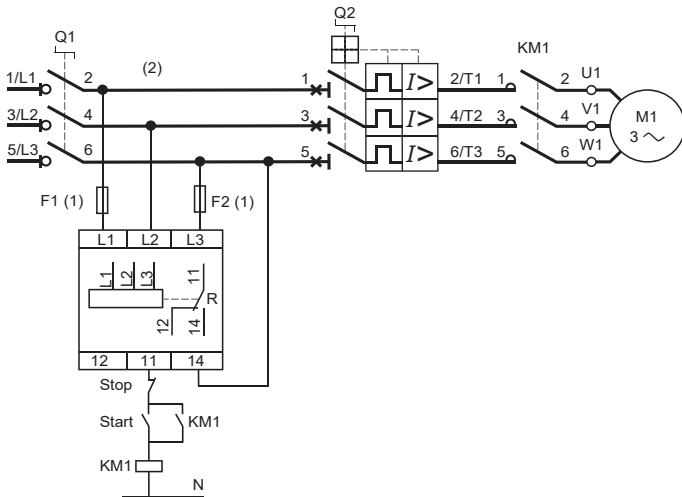 Q1
Q2
(2)
KM1
1/L1 2 1 I> 2/T1 1 2 U1
3/L2 4 3 I> 4/T2 3 4 V1
5/L3 6 5 I> 6/T3 5 6 W1
M1
3
F1 (1)
F2 (1)
L1 L2 L3
L1 L2 L3 11
R
12 14
12 11 14
Stop
Start KM1
KM1
N